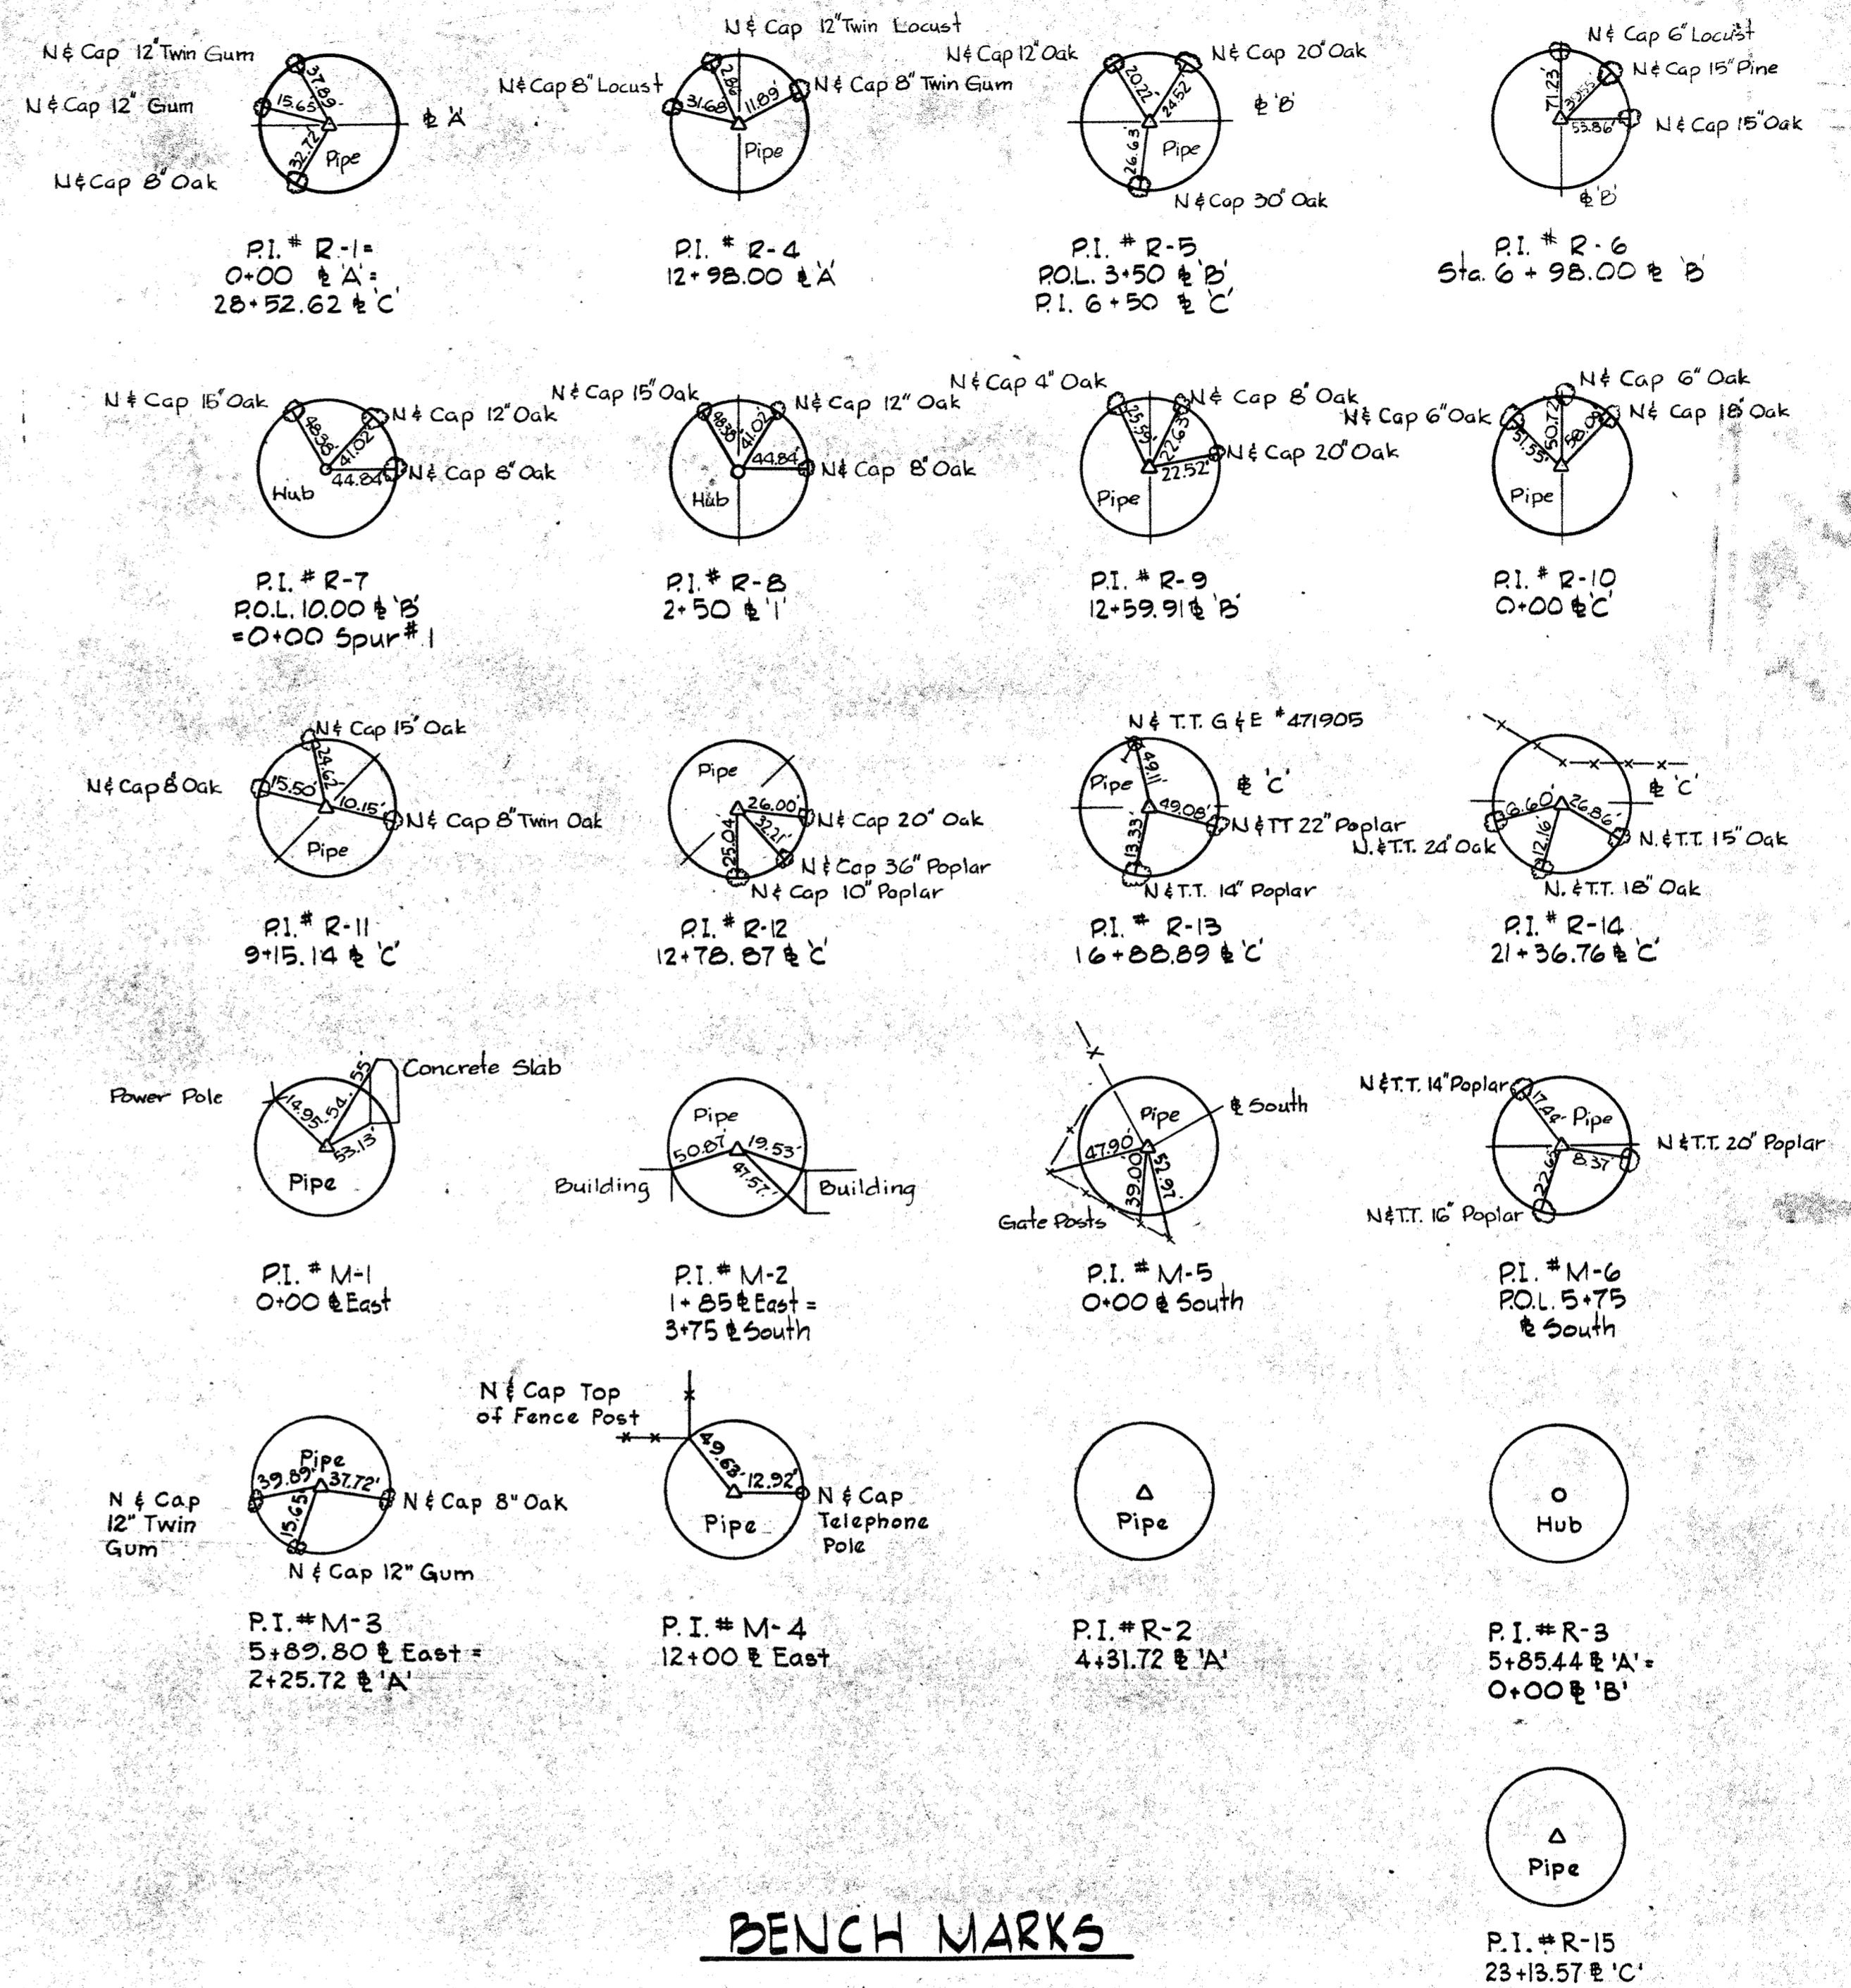 N & Cap 12" Twin Gum
37.89'
N & Cap 12" Gum
15.65'
32.72'
N & Cap 8" Oak
Pipe
℄ 'A'
P.I. # R-1=
0+00 ℄ 'A' =
28+52.62 ℄ 'C'
N & Cap 12" Twin Locust
N & Cap 8" Locust
31.68'
11.89'
N & Cap 8" Twin Gum
Pipe
P.I. # R-4
12+98.00 ℄ 'A'
N & Cap 12" Oak
20.22'
N & Cap 20" Oak
24.52'
℄ 'B'
26.63'
Pipe
N & Cap 30" Oak
P.I. # R-5
P.O.L. 3+50 ℄ 'B'
P.I. 6+50 ℄ 'C'
N & Cap 6" Locust
71.23'
N & Cap 15" Pine
53.86'
N & Cap 15" Oak
℄ 'B'
P.I. # R-6
Sta. 6+98.00 ℄ 'B'
N & Cap 15" Oak
48.38'
N & Cap 12" Oak
41.02'
44.84'
N & Cap 8" Oak
Hub
P.I. # R-7
P.O.L. 10.00 ℄ 'B'
=0+00 Spur # 1
N & Cap 15" Oak
48.38'
N & Cap 12" Oak
41.02'
44.84'
N & Cap 8" Oak
Hub
P.I. # R-8
2+50 ℄ '1'
N & Cap 4" Oak
25.59'
N & Cap 8" Oak
22.63'
N & Cap 20" Oak
22.52'
Pipe
P.I. # R-9
12+59.91 ℄ 'B'
N & Cap 6" Oak
N & Cap 6" Oak
51.55'
50.72'
58.09'
N & Cap 18" Oak
Pipe
P.I. # R-10
0+00 ℄ 'C'
N & Cap 15" Oak
24.62'
N & Cap 8" Oak
15.50'
10.15'
N & Cap 8" Twin Oak
Pipe
P.I. # R-11
9+15.14 ℄ 'C'
Pipe
26.00'
N & Cap 20" Oak
32.21'
25.04'
N & Cap 36" Poplar
N & Cap 10" Poplar
P.I. # R-12
12+78.87 ℄ 'C'
N & T.T. G & E #471905
49.11'
Pipe
℄ 'C'
49.08'
N & TT 22" Poplar
13.33'
N & T.T. 14" Poplar
P.I. # R-13
16+88.89 ℄ 'C'
℄ 'C'
6.60'
26.86'
N. & T.T. 24" Oak
N. & T.T. 15" Oak
12.16'
N. & T.T. 18" Oak
P.I. # R-14
21+36.76 ℄ 'C'
Concrete Slab
Power Pole
14.95'
54.55'
53.13'
Pipe
P.I. # M-1
0+00 ℄ East
Pipe
50.87'
19.53'
47.57'
Building
Building
P.I. # M-2
1+85 ℄ East =
3+75 ℄ South
Pipe
℄ South
47.90'
39.00'
52.97'
Gate Posts
P.I. # M-5
0+00 ℄ South
N & T.T. 14" Poplar
17.44'
Pipe
N & T.T. 20" Poplar
8.37'
N & T.T. 16" Poplar
P.I. # M-6
P.O.L. 5+75
℄ South
Pipe
39.89'
37.72'
N & Cap
12" Twin
Gum
N & Cap 8" Oak
15.65'
N & Cap 12" Gum
P.I. # M-3
5+89.80 ℄ East =
2+25.72 ℄ 'A'
N & Cap Top
of Fence Post
49.63'
12.92'
N & Cap
Telephone
Pole
Pipe
P.I. # M-4
12+00 ℄ East
Pipe
P.I. # R-2
4+31.72 ℄ 'A'
Hub
P.I. # R-3
5+85.44 ℄ 'A' =
0+00 ℄ 'B'
Pipe
P.I. # R-15
23+13.57 ℄ 'C'
BENCH MARKS